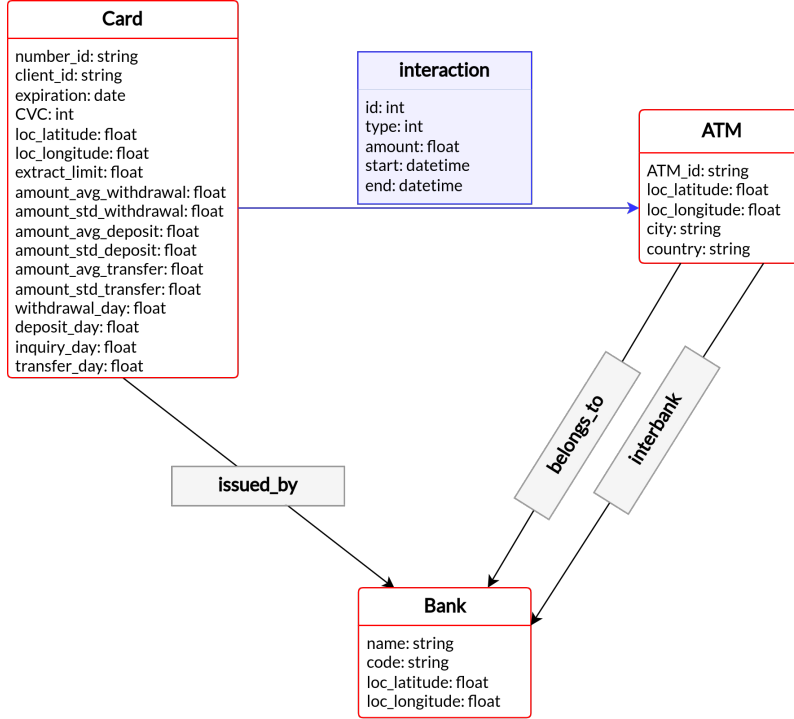 Card
number_id: string
client_id: string
expiration: date
CVC: int
loc_latitude: float
loc_longitude: float
extract_limit: float
amount_avg_withdrawal: float
amount_std_withdrawal: float
amount_avg_deposit: float
amount_std_deposit: float
amount_avg_transfer: float
amount_std_transfer: float
withdrawal_day: float
deposit_day: float
inquiry_day: float
transfer_day: float
interaction
id: int
type: int
amount: float
start: datetime
end: datetime
ATM
ATM_id: string
loc_latitude: float
loc_longitude: float
city: string
country: string
belongs_to
interbank
issued_by
Bank
name: string
code: string
loc_latitude: float
loc_longitude: float